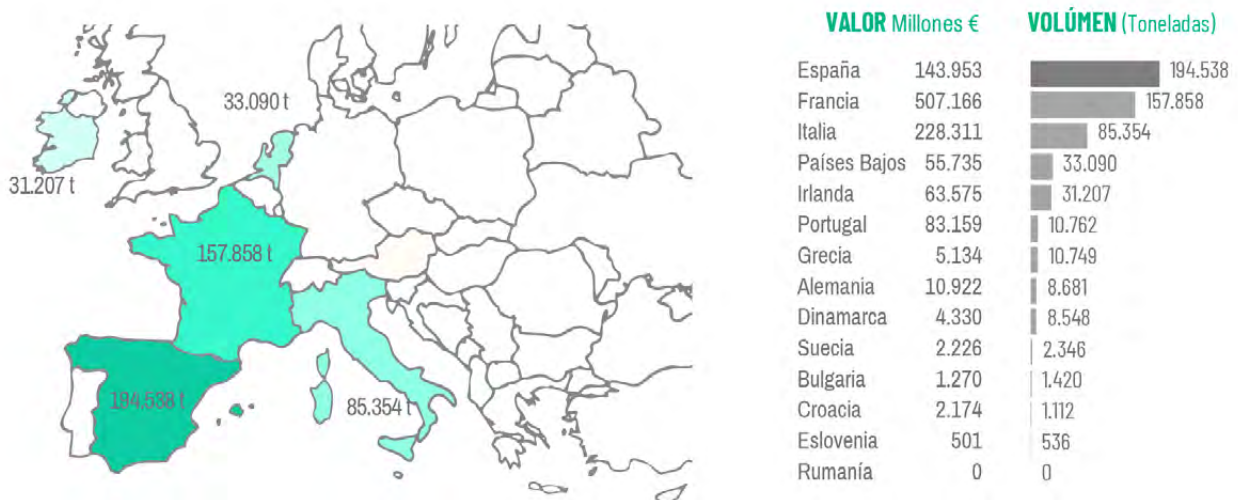 33.090 t
31.207 t
157.858 t
194.538 t
85.354 t
VALOR Millones € VOLÚMEN (Toneladas)
España 143.953 194.538
Francia 507.166 157.858
Italia 228.311 85.354
Países Bajos 55.735 33.090
Irlanda 63.575 31.207
Portugal 83.159 10.762
Grecia 5.134 10.749
Alemania 10.922 8.681
Dinamarca 4.330 8.548
Suecia 2.226 2.346
Bulgaria 1.270 1.420
Croacia 2.174 1.112
Eslovenia 501 536
Rumanía 0 0